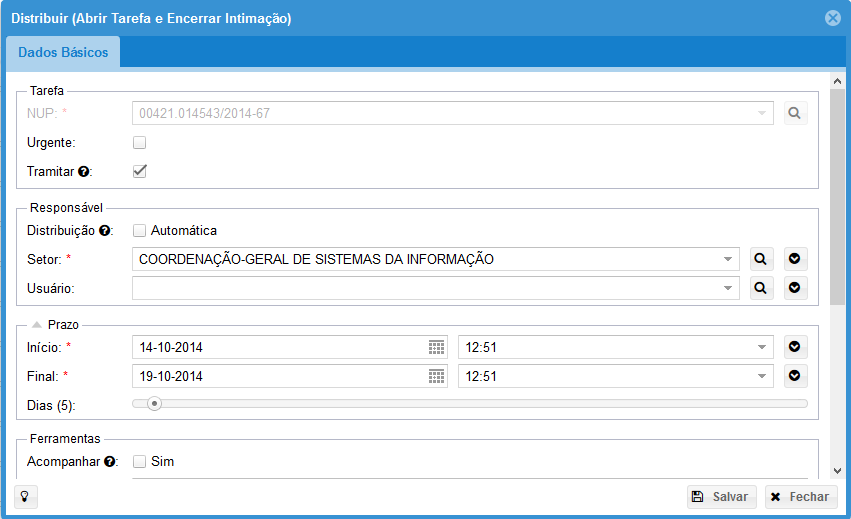 Distribuir (Abrir Tarefa e Encerrar Intimação)
Dados Básicos
Tarefa
NUP: * 00421.014543/2014-67
Urgente:
Tramitar ?:
Responsável
Distribuição ?: Automática
Setor: * COORDENAÇÃO-GERAL DE SISTEMAS DA INFORMAÇÃO
Usuário:
Prazo
Início: * 14-10-2014 12:51
Final: * 19-10-2014 12:51
Dias (5):
Ferramentas
Acompanhar ?: Sim
Salvar Fechar